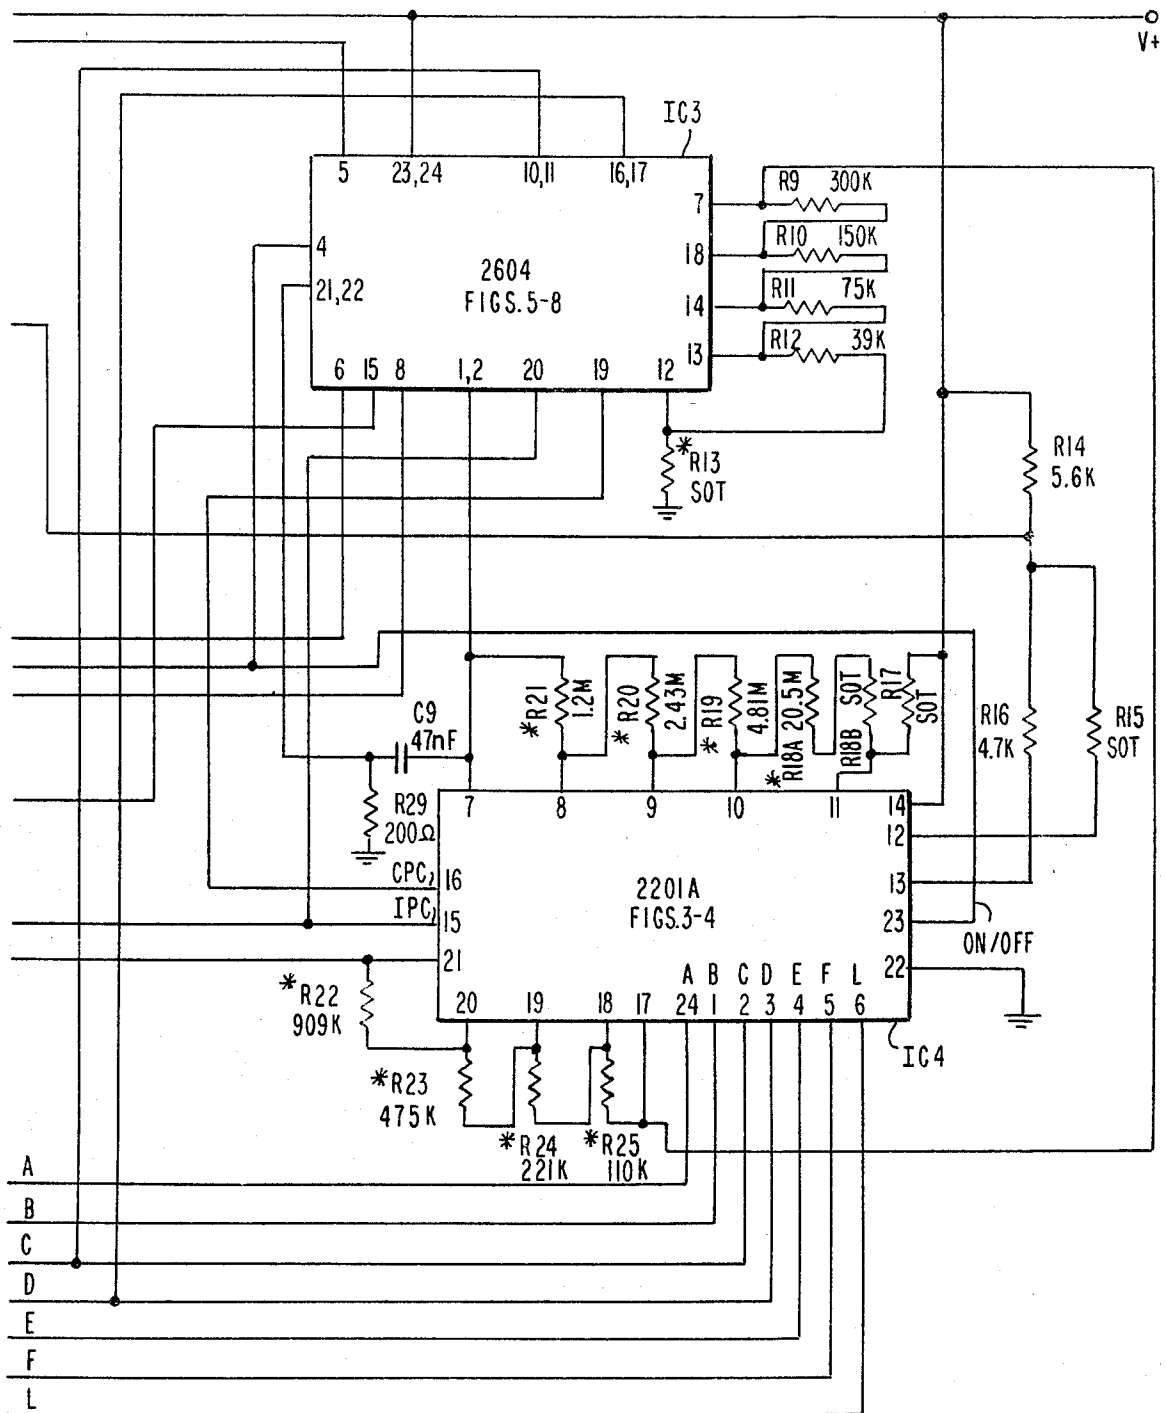 V+
IC3
5 23,24 10,11 16,17
R9 300K
7
R10 150K
4
18
2604
FIGS.5-8
21,22
14
R11 75K
R12 39K
13
6 15 8 1,2 20 19 12
*R13
SOT
R14
5.6K
*R21
1.2M
*R20
2.43M
*R19
4.81M
*R18A
20.5M
R18B
SOT
R17
SOT
R16
4.7K
R15
SOT
C9
47nF
R29
200Ω
7 8 9 10 11 14
12
CPC, 16
13
2201A
FIGS.3-4
IPC, 15
23
ON/OFF
21
22
A B C D E F L
20 19 18 17 24 1 2 3 4 5 6
*R22
909K
IC4
*R23
475K
*R24
221K
*R25
110K
A
B
C
D
E
F
L